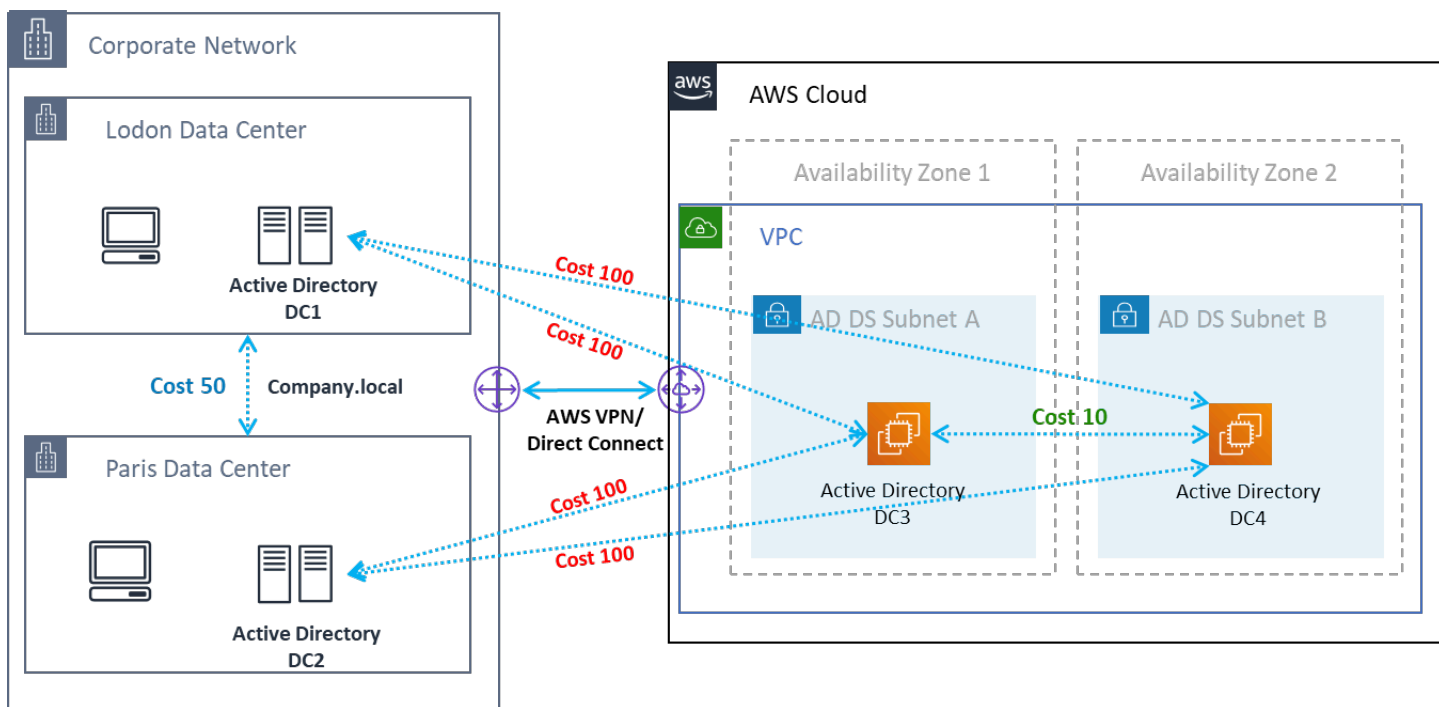 Corporate Network
Lodon Data Center
Active Directory
DC1
Cost 50
Company.local
Paris Data Center
Active Directory
DC2
AWS VPN/
Direct Connect
Cost 100
Cost 100
Cost 100
Cost 100
aws
AWS Cloud
Availability Zone 1
Availability Zone 2
VPC
AD DS Subnet A
AD DS Subnet B
Cost 10
Active Directory
DC3
Active Directory
DC4